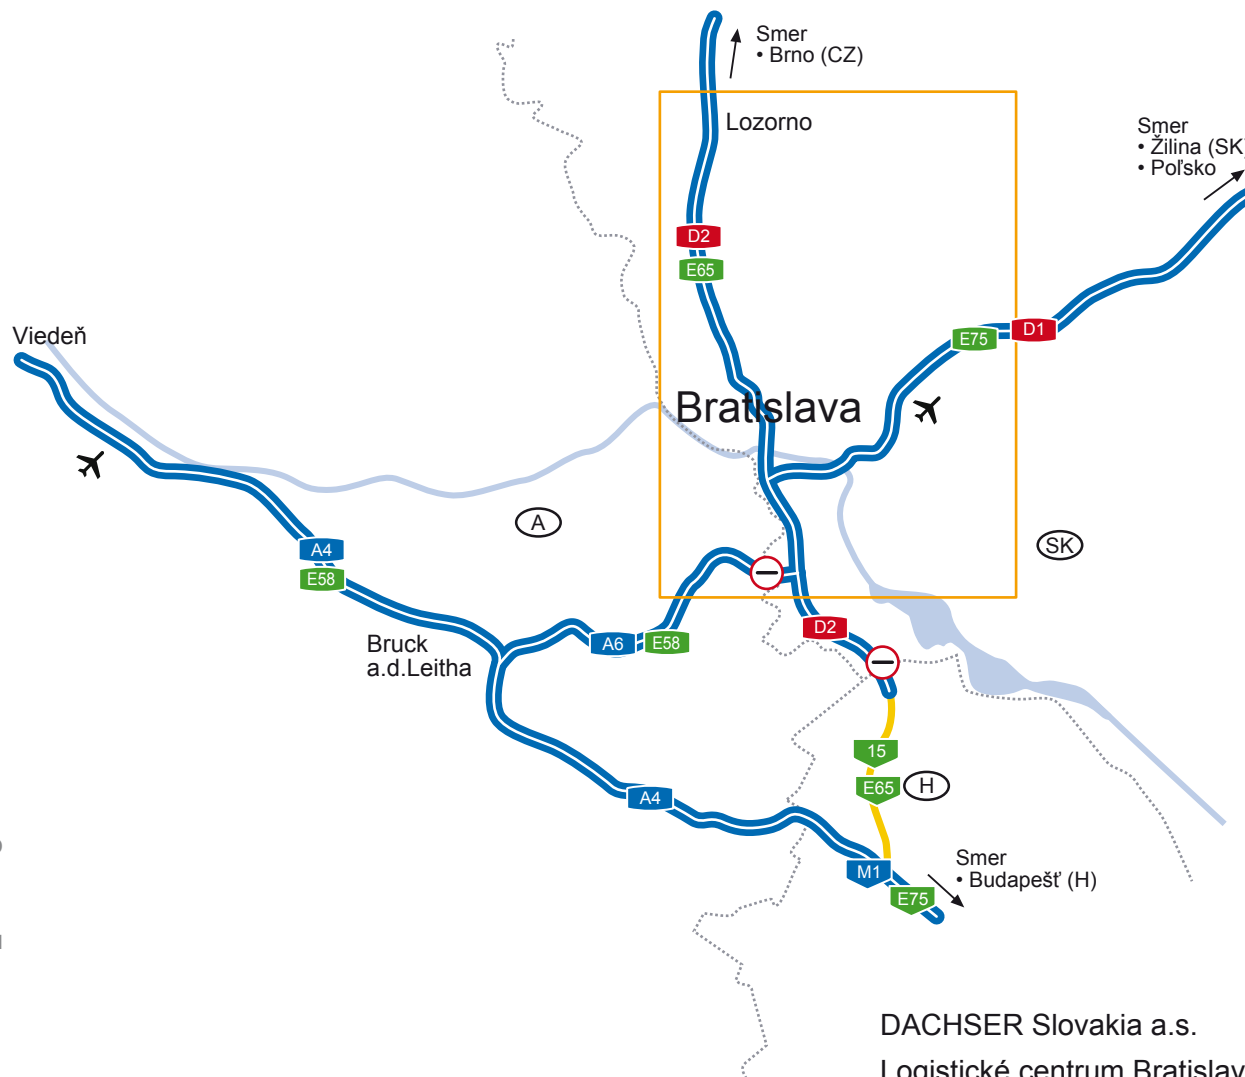 Smer
• Brno (CZ)
Lozorno
Smer
• Žilina (SK)
• Poľsko
D2
E65
Viedeň
E75
D1
Bratislava
A
SK
A4
E58
Bruck
a.d.Leitha
A6
E58
D2
15
E65
H
A4
M1
E75
Smer
• Budapešť (H)
DACHSER Slovakia a.s.
Logistické centrum Bratislav